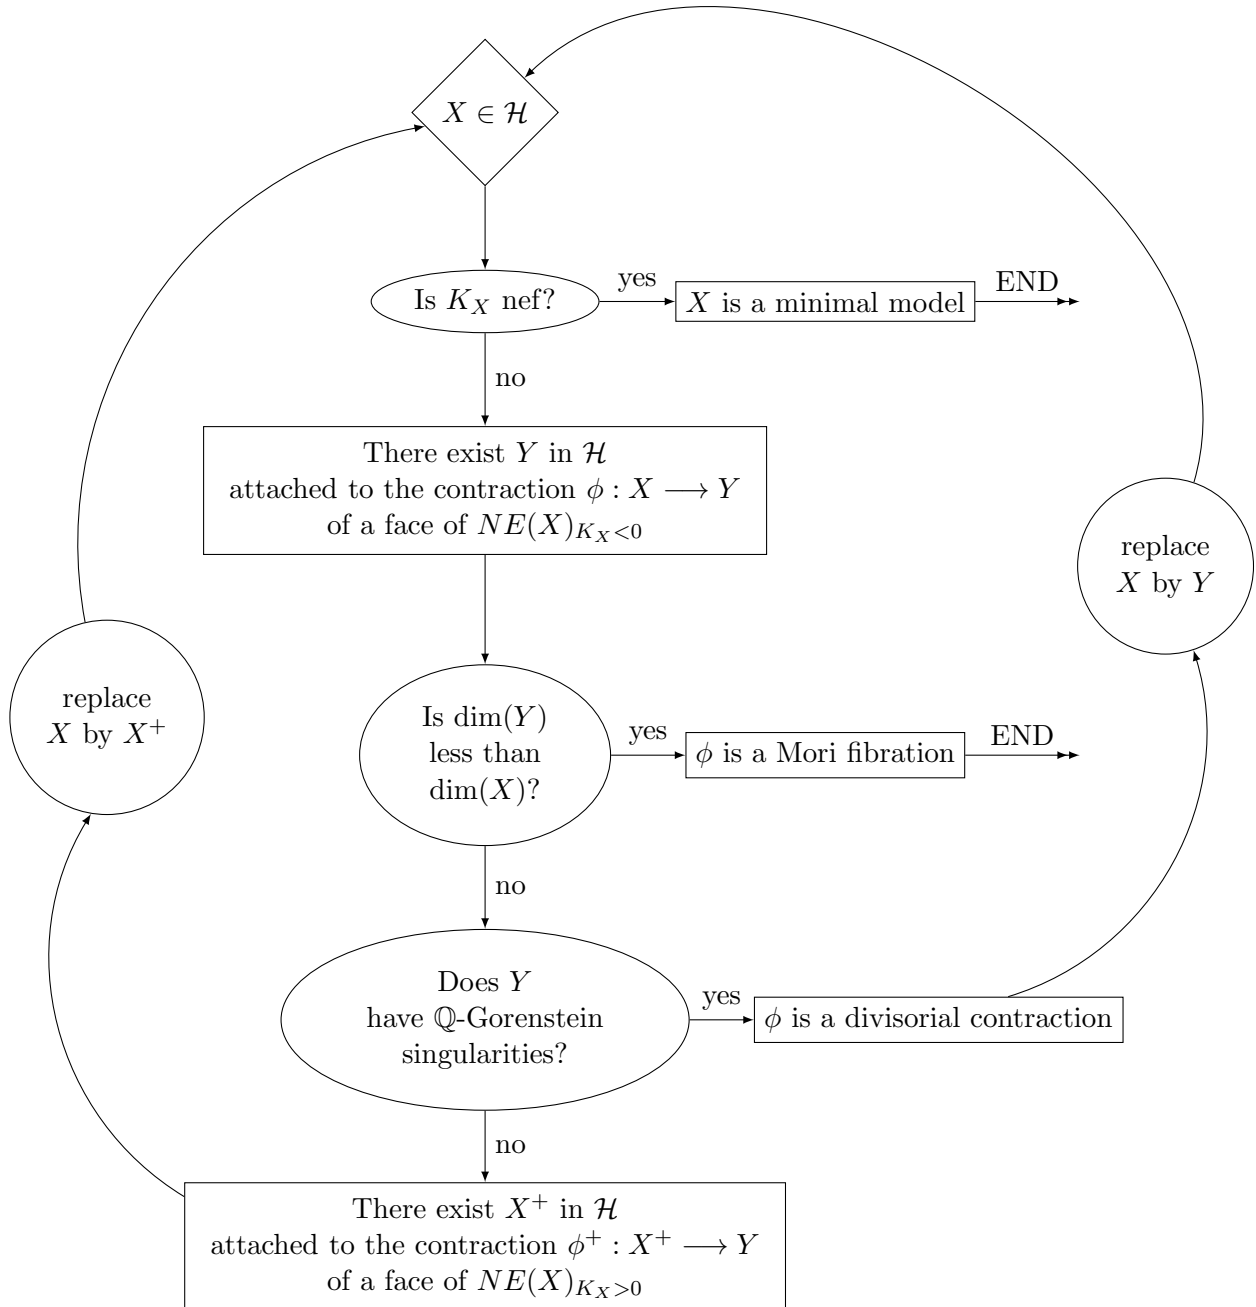 X ∈ ℋ
Is K_X nef?
yes
X is a minimal model
END
no
There exist Y in ℋ
attached to the contraction ϕ : X ⟶ Y
of a face of NE(X)_{K_X<0}
replace
X by Y
replace
X by X⁺
Is dim(Y)
less than
dim(X)?
yes
ϕ is a Mori fibration
END
no
Does Y
have ℚ-Gorenstein
singularities?
yes
ϕ is a divisorial contraction
no
There exist X⁺ in ℋ
attached to the contraction ϕ⁺ : X⁺ ⟶ Y
of a face of NE(X)_{K_X>0}